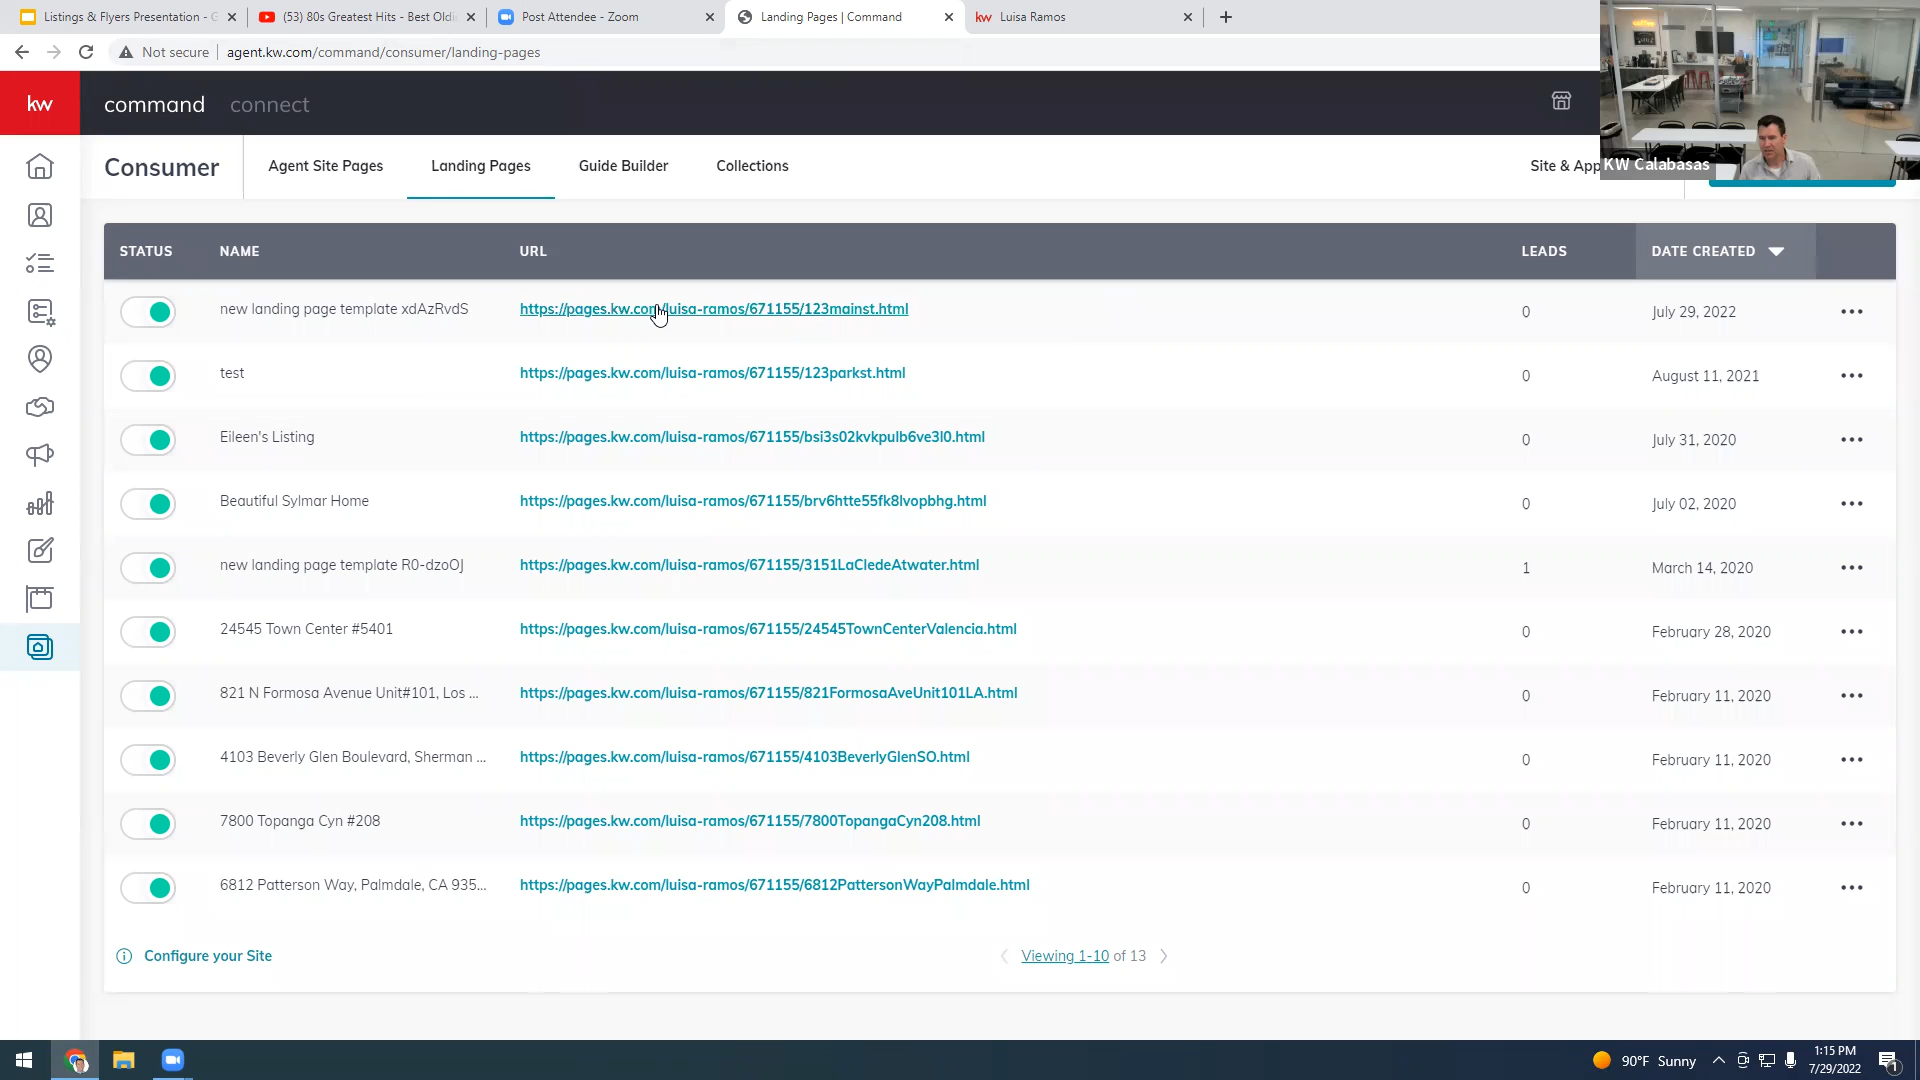 Listings & Flyers Presentation - G
(53) 80s Greatest Hits - Best Oldi
Post Attendee - Zoom
Landing Pages | Command
kw Luisa Ramos
Not secure agent.kw.com/command/consumer/landing-pages
kw command connect
KW Calabasas
Consumer Agent Site Pages Landing Pages Guide Builder Collections Site & App
STATUS NAME URL LEADS DATE CREATED
new landing page template xdAzRvdS https://pages.kw.com/luisa-ramos/671155/123mainst.html 0 July 29, 2022
test https://pages.kw.com/luisa-ramos/671155/123parkst.html 0 August 11, 2021
Eileen's Listing https://pages.kw.com/luisa-ramos/671155/bsi3s02kvkpulb6ve3l0.html 0 July 31, 2020
Beautiful Sylmar Home https://pages.kw.com/luisa-ramos/671155/brv6htte55fk8lvopbhg.html 0 July 02, 2020
new landing page template R0-dzoOJ https://pages.kw.com/luisa-ramos/671155/3151LaCledeAtwater.html 1 March 14, 2020
24545 Town Center #5401 https://pages.kw.com/luisa-ramos/671155/24545TownCenterValencia.html 0 February 28, 2020
821 N Formosa Avenue Unit#101, Los ... https://pages.kw.com/luisa-ramos/671155/821FormosaAveUnit101LA.html 0 February 11, 2020
4103 Beverly Glen Boulevard, Sherman ... https://pages.kw.com/luisa-ramos/671155/4103BeverlyGlenSO.html 0 February 11, 2020
7800 Topanga Cyn #208 https://pages.kw.com/luisa-ramos/671155/7800TopangaCyn208.html 0 February 11, 2020
6812 Patterson Way, Palmdale, CA 935... https://pages.kw.com/luisa-ramos/671155/6812PattersonWayPalmdale.html 0 February 11, 2020
Configure your Site Viewing 1-10 of 13
90°F Sunny 1:15 PM
7/29/2022 1